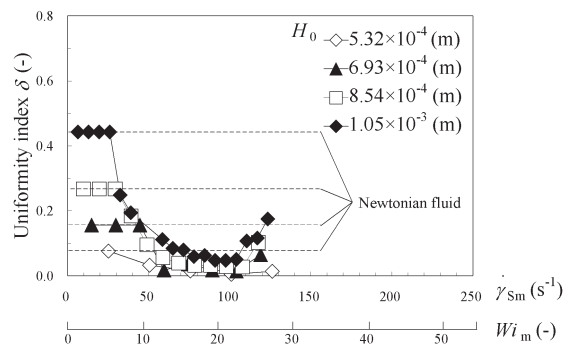 0.8
0.6
0.4
0.2
0.0
Uniformity index δ (-)
H₀
5.32×10⁻⁴ (m)
6.93×10⁻⁴ (m)
8.54×10⁻⁴ (m)
1.05×10⁻³ (m)
Newtonian fluid
0 50 100 150 200 250
γ̇Sm (s⁻¹)
0 10 20 30 40 50
Wi m (-)